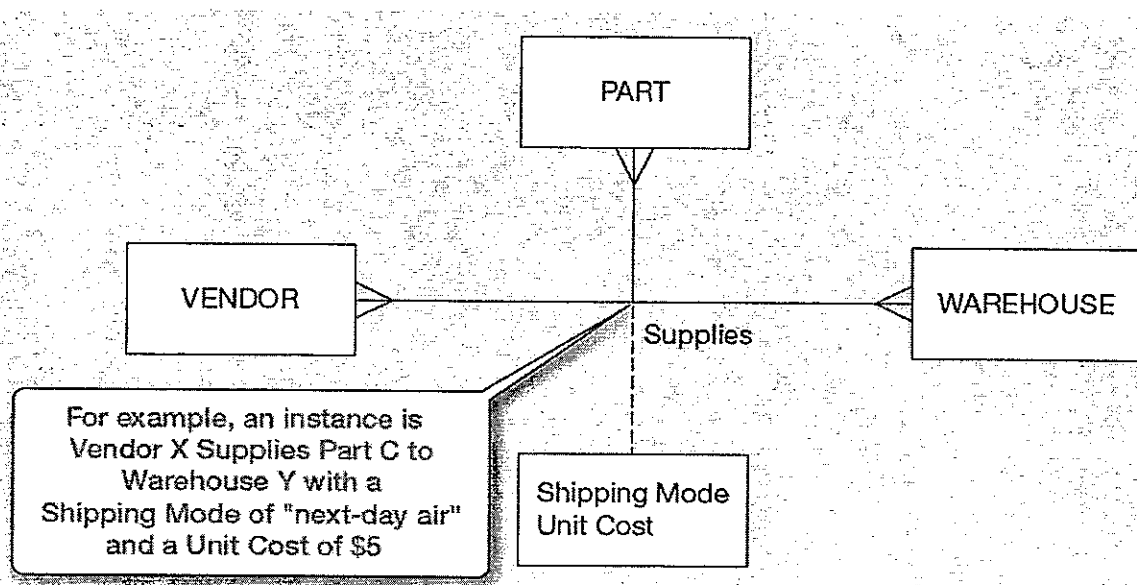 PART
VENDOR
WAREHOUSE
Supplies
For example, an instance is
Vendor X Supplies Part C to
Warehouse Y with a
Shipping Mode of "next-day air"
and a Unit Cost of $5
Shipping Mode
Unit Cost